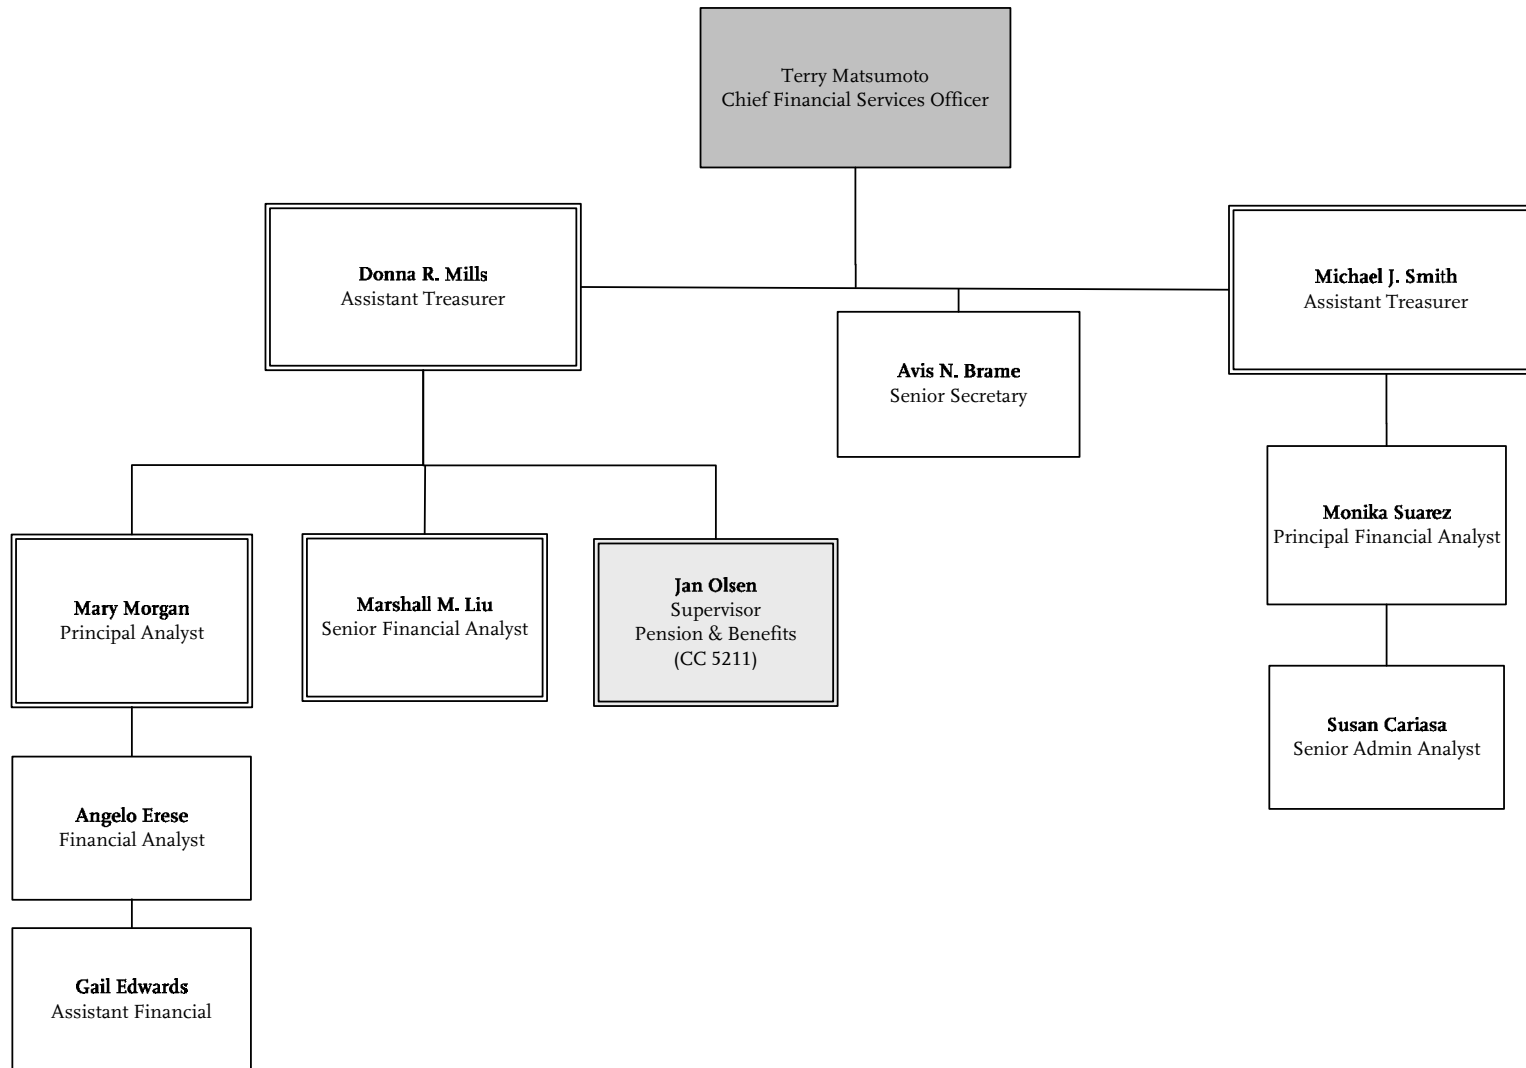 Terry Matsumoto
Chief Financial Services Officer
Donna R. Mills
Assistant Treasurer
Michael J. Smith
Assistant Treasurer
Avis N. Brame
Senior Secretary
Monika Suarez
Principal Financial Analyst
Mary Morgan
Principal Analyst
Marshall M. Liu
Senior Financial Analyst
Jan Olsen
Supervisor
Pension & Benefits
(CC 5211)
Susan Cariasa
Senior Admin Analyst
Angelo Erese
Financial Analyst
Gail Edwards
Assistant Financial